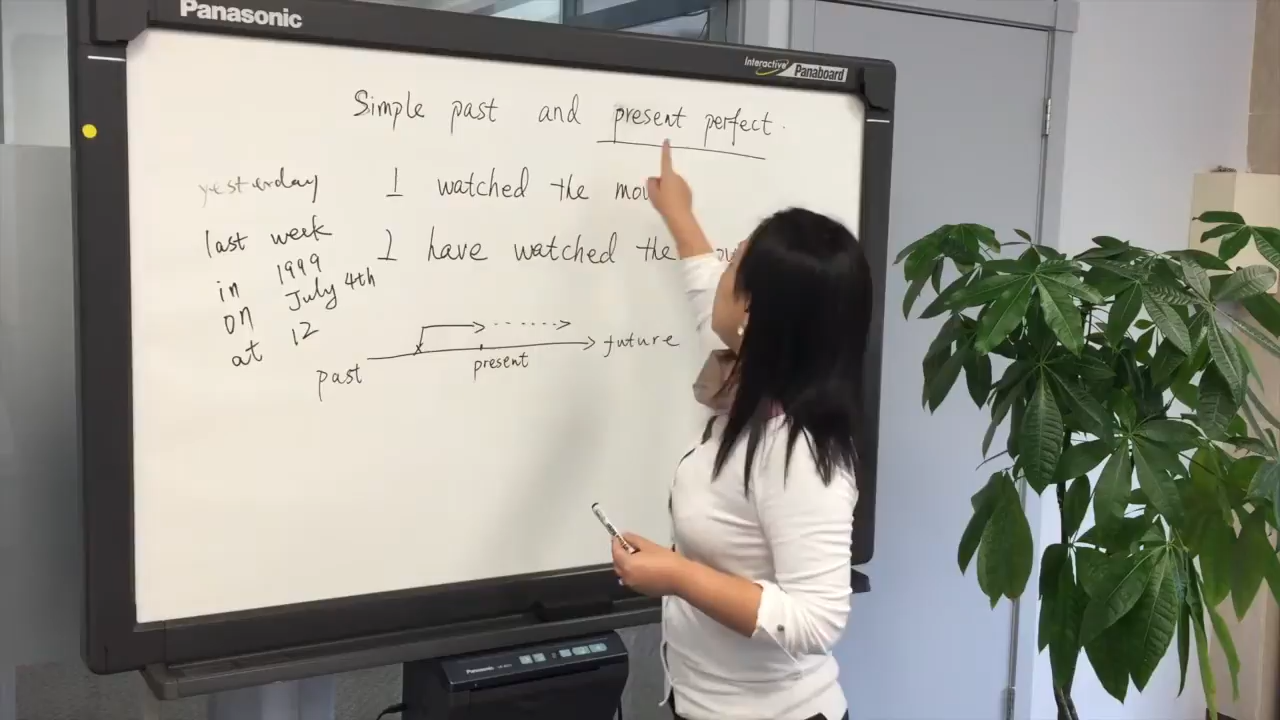 Panasonic
Interactive Panaboard
Simple past and present perfect.
yesterday
I watched the
last week
I have watched the
in 1999
on July 4th
at 12
past
present
future
Panasonic